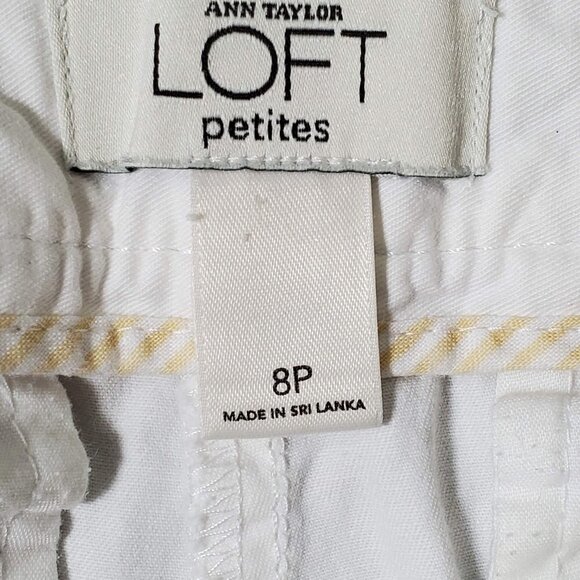 ANN TAYLOR
LOFT
petites
8P
MADE IN SRI LANKA